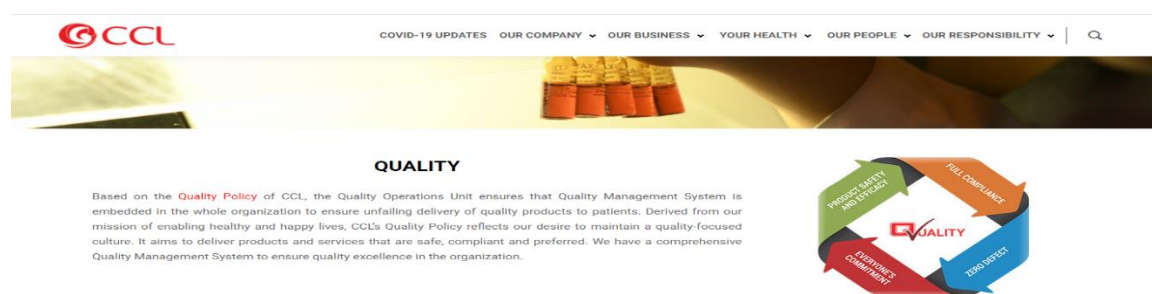 CCL
COVID-19 UPDATES OUR COMPANY OUR BUSINESS YOUR HEALTH OUR PEOPLE OUR RESPONSIBILITY
QUALITY
Based on the Quality Policy of CCL, the Quality Operations Unit ensures that Quality Management System is
embedded in the whole organization to ensure unfailing delivery of quality products to patients. Derived from our
mission of enabling healthy and happy lives, CCL's Quality Policy reflects our desire to maintain a quality-focused
culture. It aims to deliver products and services that are safe, compliant and preferred. We have a comprehensive
Quality Management System to ensure quality excellence in the organization.
PRODUCT SAFETY
AND EFFICACY
FULL COMPLIANCE
QUALITY
EVERYONE'S
COMMITMENT
ZERO DEFECT